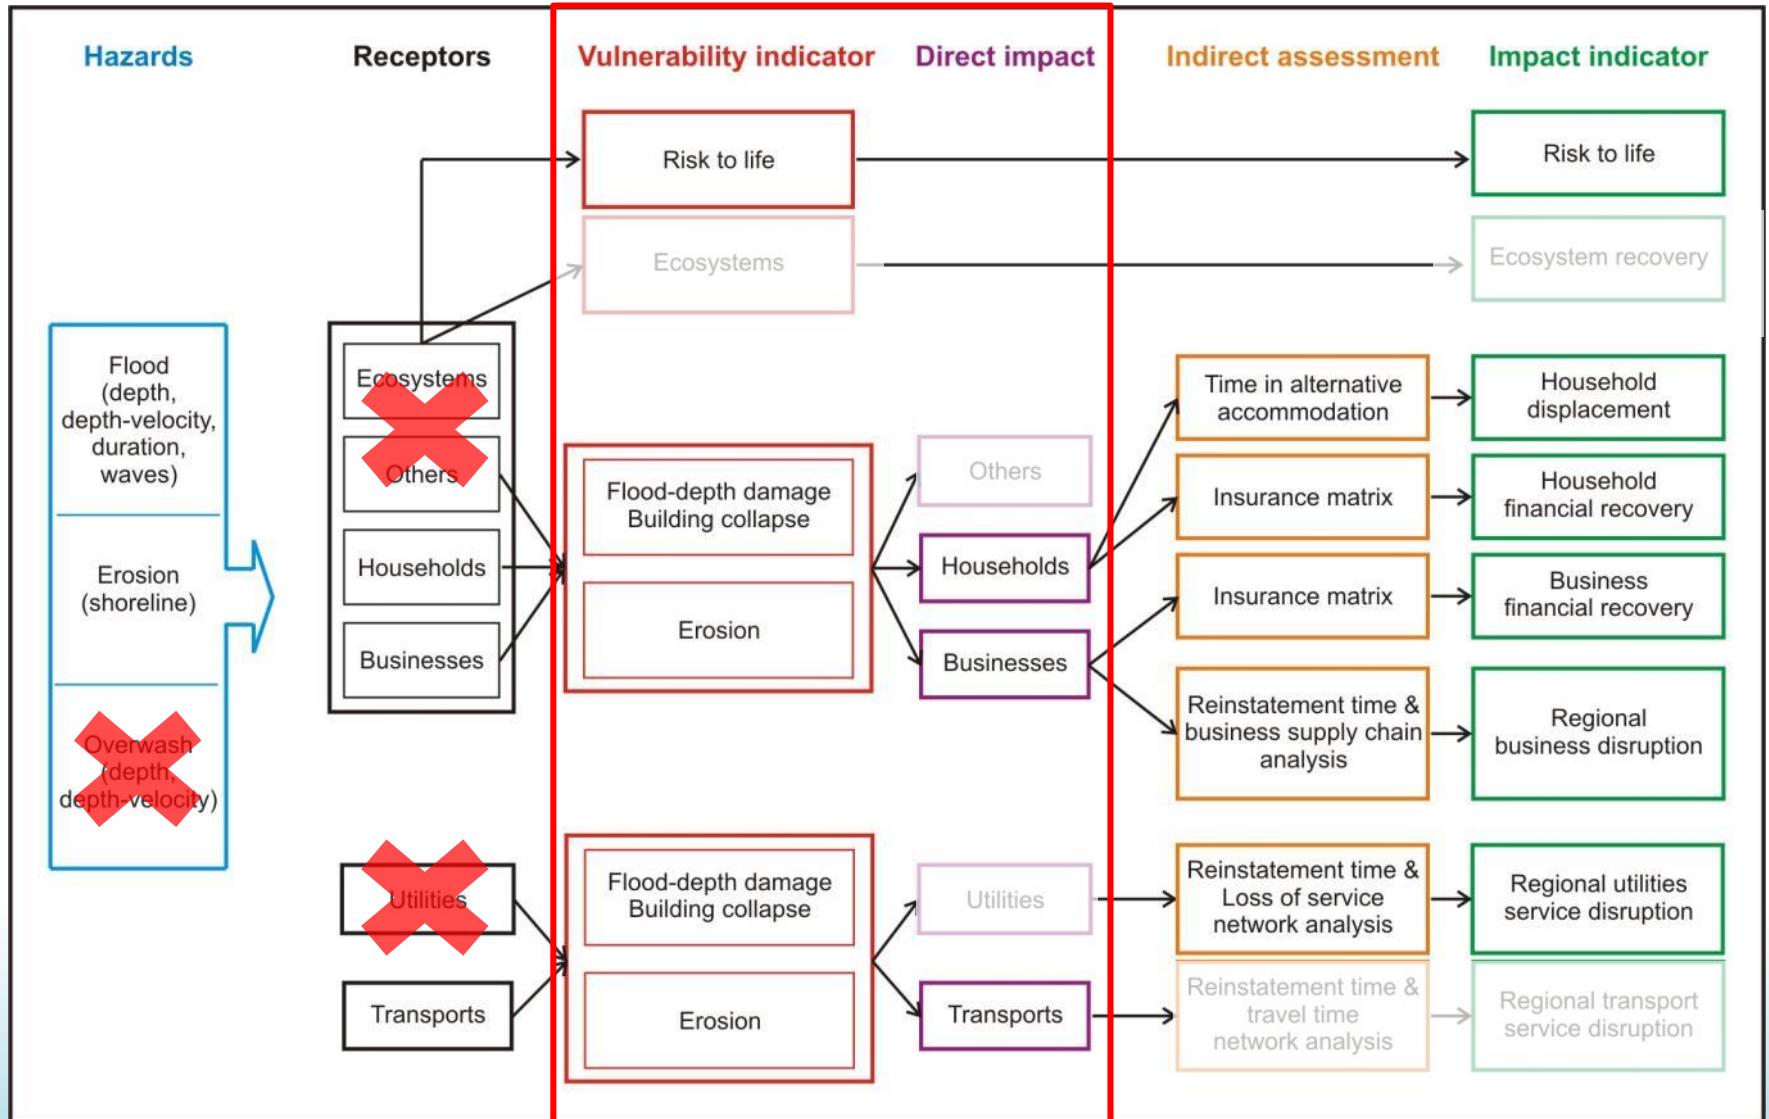 Hazards
Receptors
Vulnerability indicator
Direct impact
Indirect assessment
Impact indicator
Risk to life
Risk to life
Ecosystems
Ecosystem recovery
Flood
(depth,
depth-velocity,
duration,
waves)
Erosion
(shoreline)
Overwash
(depth,
depth-velocity)
Ecosystems
Others
Households
Businesses
Flood-depth damage
Building collapse
Erosion
Others
Households
Businesses
Time in alternative
accommodation
Household
displacement
Insurance matrix
Household
financial recovery
Insurance matrix
Business
financial recovery
Reinstatement time &
business supply chain
analysis
Regional
business disruption
Utilities
Transports
Flood-depth damage
Building collapse
Erosion
Utilities
Transports
Reinstatement time &
Loss of service
network analysis
Regional utilities
service disruption
Reinstatement time &
travel time
network analysis
Regional transport
service disruption